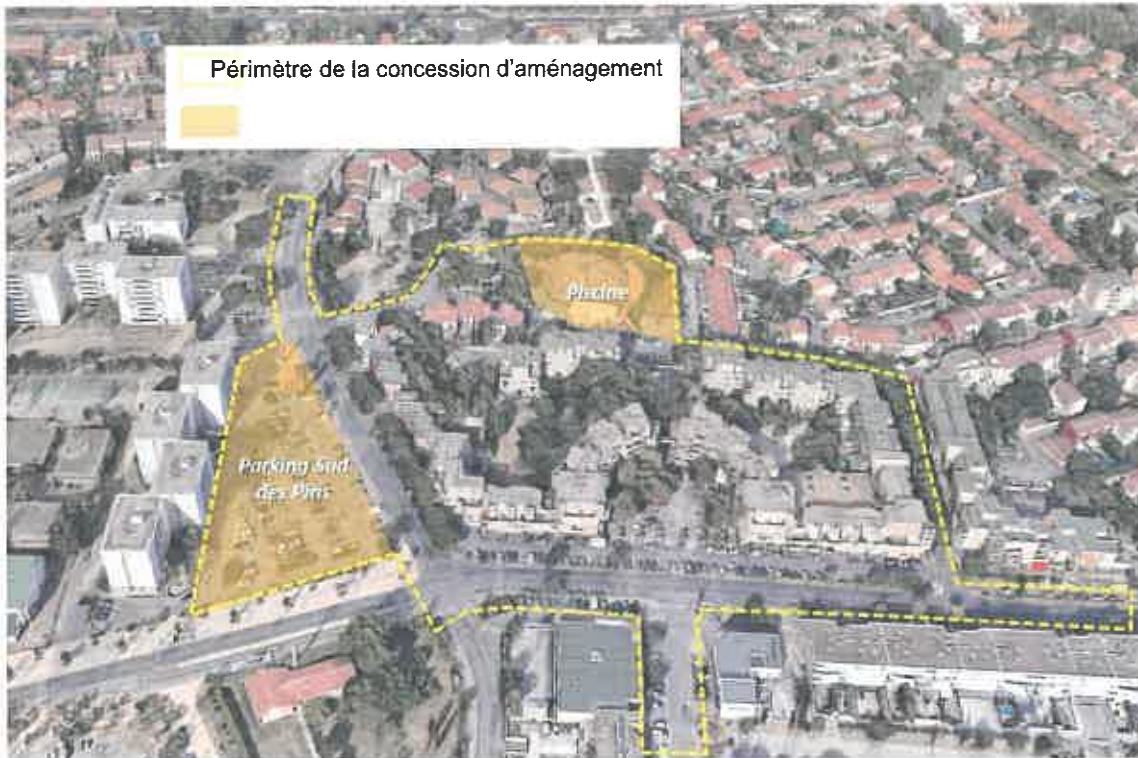 Périmètre de la concession d'aménagement
Piscine
Parking Sud
des Pins